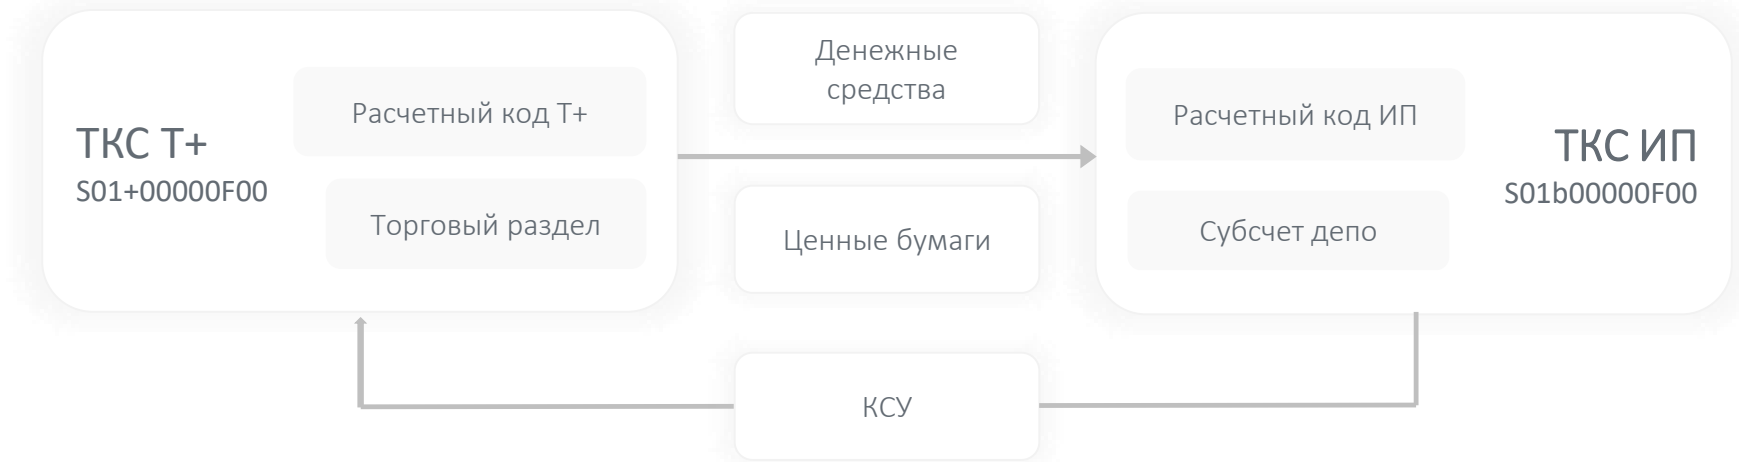 ТКС Т+
S01+00000F00
Расчетный код Т+
Торговый раздел
Денежные
средства
Ценные бумаги
КСУ
Расчетный код ИП
Субсчет депо
ТКС ИП
S01b00000F00